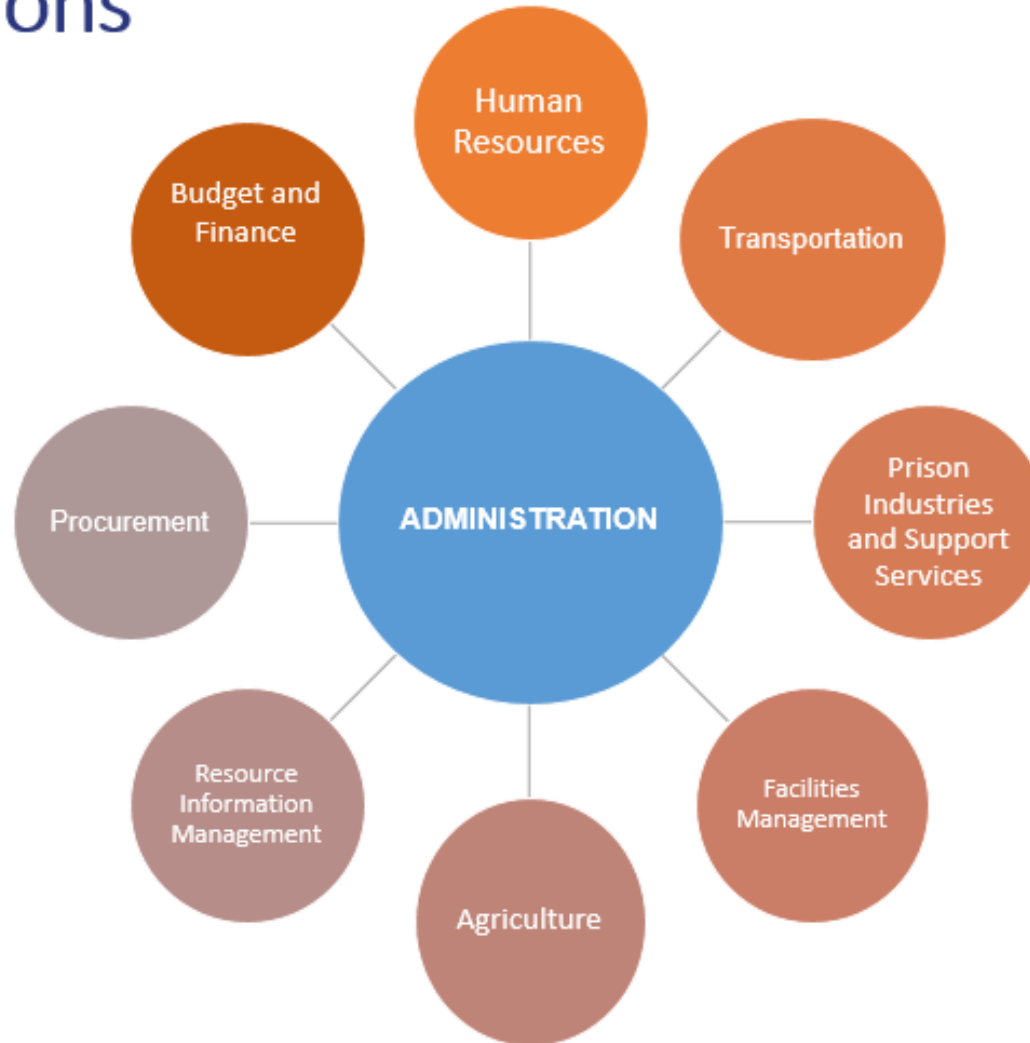 ons
Human
Resources
Transportation
Prison
Industries
and Support
Services
Facilities
Management
Agriculture
Resource
Information
Management
Procurement
Budget and
Finance
ADMINISTRATION